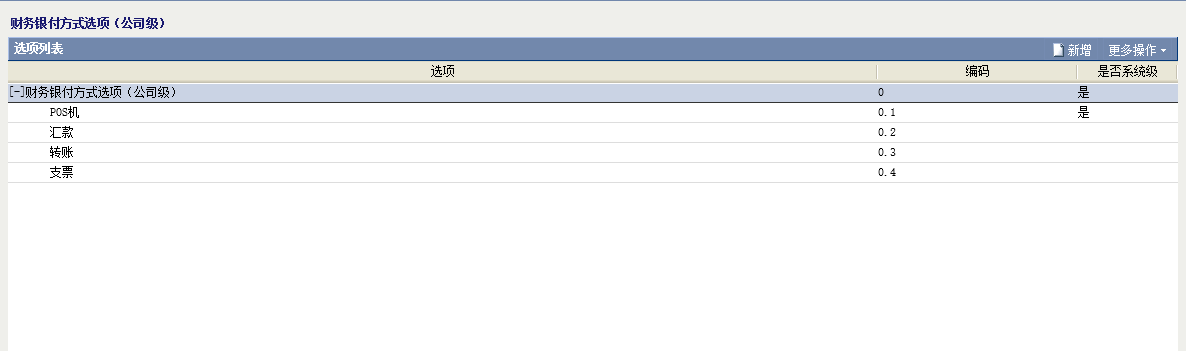 财务银付方式选项（公司级）
选项列表 新增 更多操作
选项 编码 是否系统级
[-]财务银付方式选项（公司级） 0 是
POS机 0.1 是
汇款 0.2
转账 0.3
支票 0.4